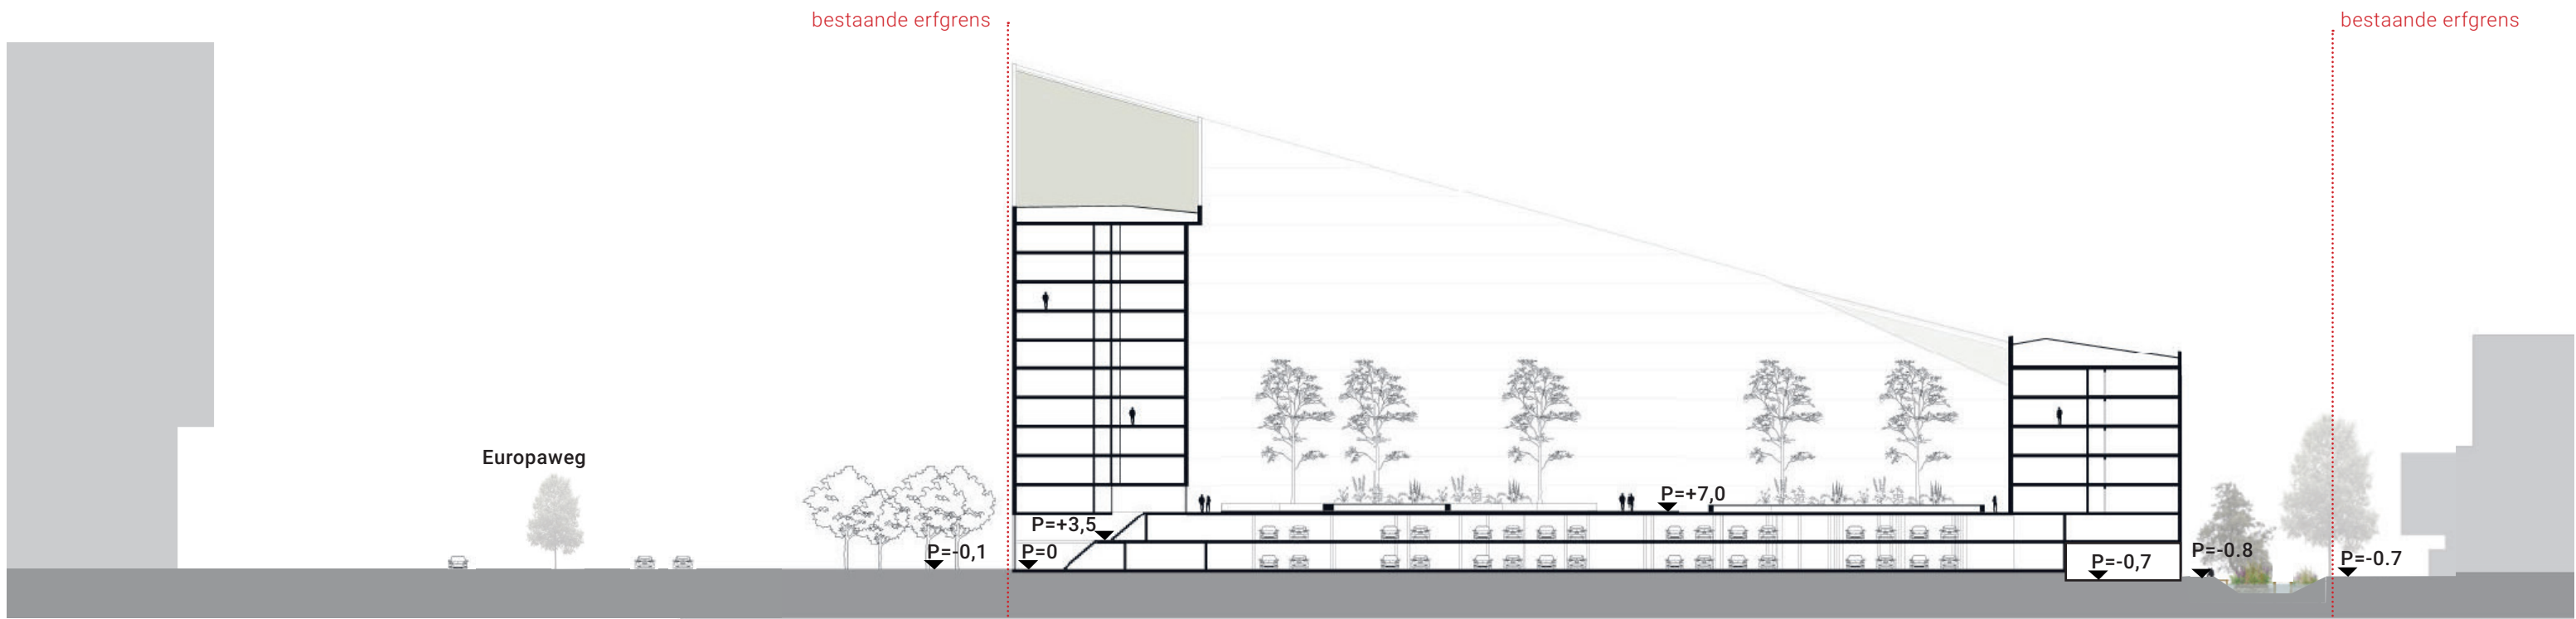 bestaande erfgrens
bestaande erfgrens
Europaweg
P=+7,0
P=+3,5
P=-0,1
P=0
P=-0,7
P=-0.8
P=-0.7